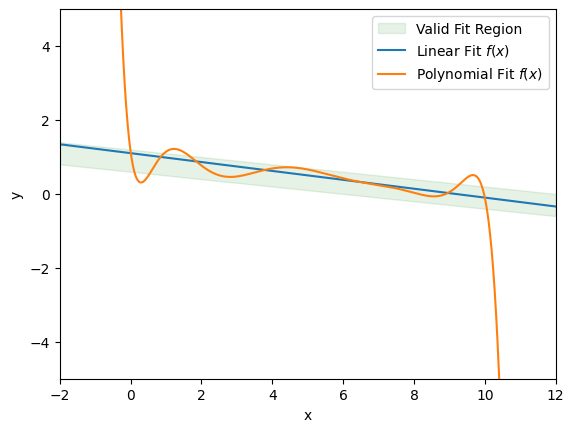 Valid Fit Region
Linear Fit f(x)
Polynomial Fit f(x)
4
2
0
−2
−4
y
−2 0 2 4 6 8 10 12
x